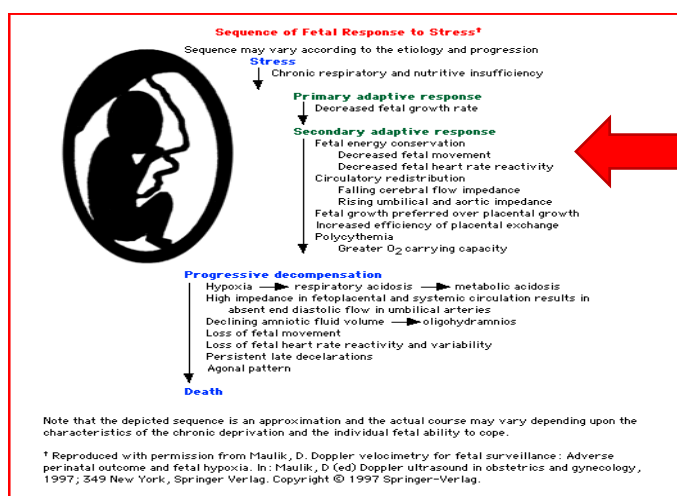 Sequence of Fetal Response to Stress†
Sequence may vary according to the etiology and progression
Stress
Chronic respiratory and nutritive insufficiency
Primary adaptive response
Decreased fetal growth rate
Secondary adaptive response
Fetal energy conservation
Decreased fetal movement
Decreased fetal heart rate reactivity
Circulatory redistribution
Falling cerebral flow impedance
Rising umbilical and aortic impedance
Fetal growth preferred over placental growth
Increased efficiency of placental exchange
Polycythemia
Greater O2 carrying capacity
Progressive decompensation
Hypoxia → respiratory acidosis → metabolic acidosis
High impedance in fetoplacental and systemic circulation results in
absent end diastolic flow in umbilical arteries
Declining amniotic fluid volume → oligohydramnios
Loss of fetal movement
Loss of fetal heart rate reactivity and variability
Persistent late decelarations
Agonal pattern
Death
Note that the depicted sequence is an approximation and the actual course may vary depending upon the
characteristics of the chronic deprivation and the individual fetal ability to cope.
† Reproduced with permission from Maulik, D. Doppler velocimetry for fetal surveillance: Adverse
perinatal outcome and fetal hypoxia. In: Maulik, D (ed) Doppler ultrasound in obstetrics and gynecology,
1997; 349 New York, Springer Verlag. Copyright © 1997 Springer-Verlag.